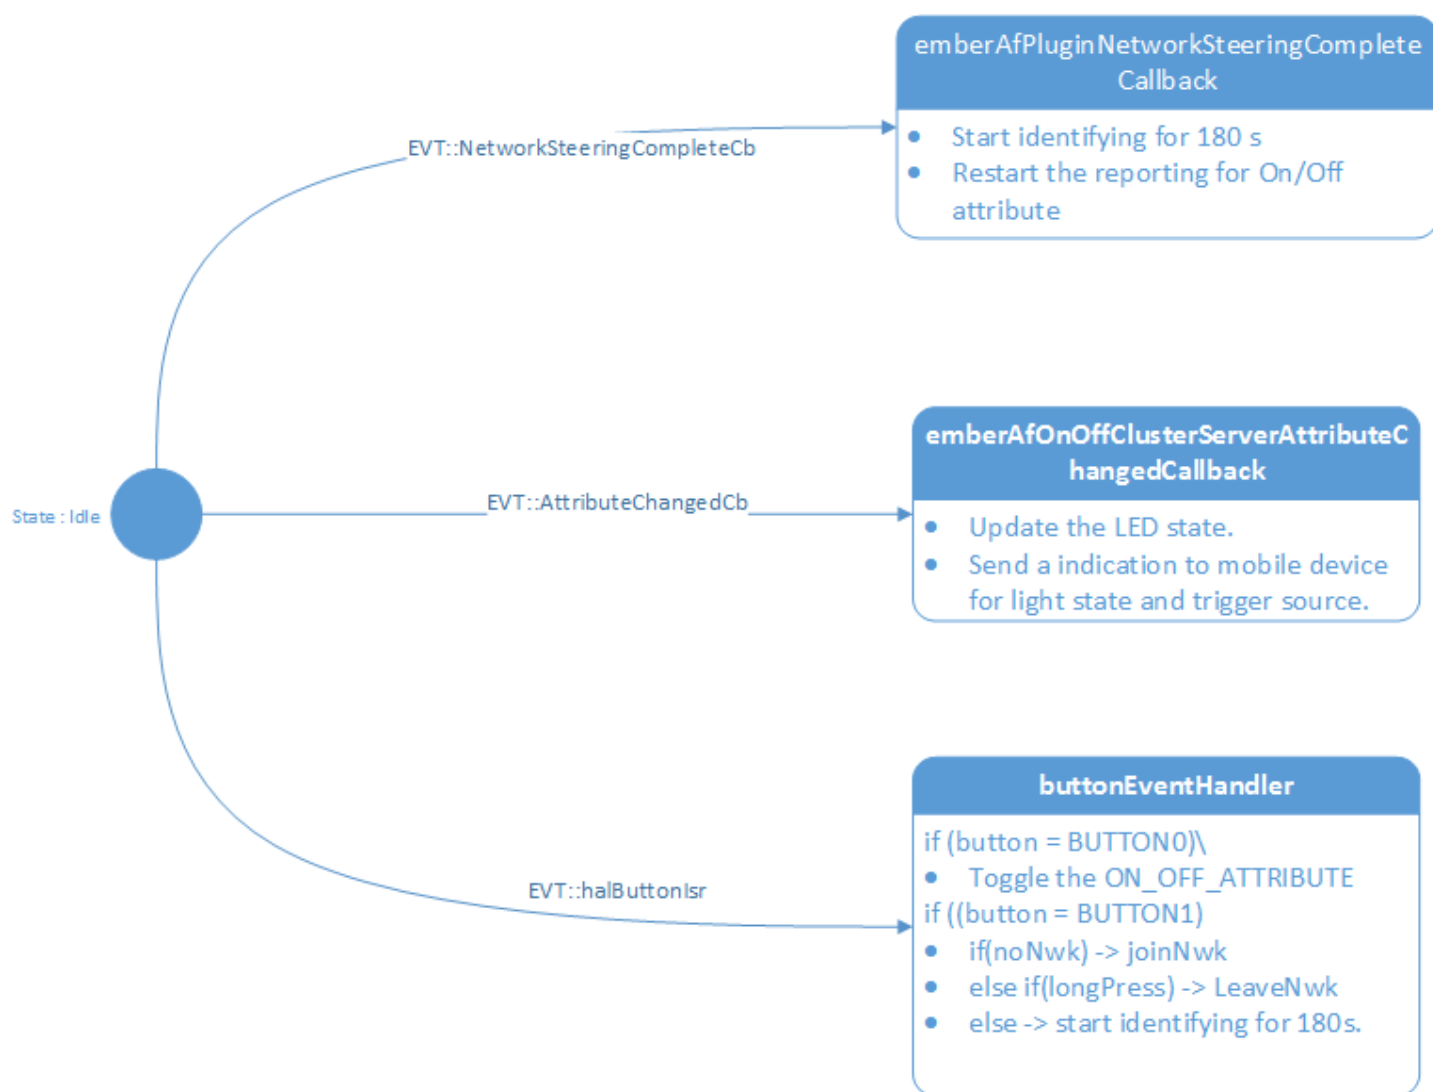 emberAfPluginNetworkSteeringComplete
Callback
EVT::NetworkSteeringCompleteCb
• Start identifying for 180 s
• Restart the reporting for On/Off
attribute
emberAfOnOffClusterServerAttributeC
hangedCallback
State : Idle
EVT::AttributeChangedCb
• Update the LED state.
• Send a indication to mobile device
for light state and trigger source.
buttonEventHandler
EVT::halButtonIsr
if (button = BUTTON0)\
• Toggle the ON_OFF_ATTRIBUTE
if ((button = BUTTON1)
• if(noNwk) -> joinNwk
• else if(longPress) -> LeaveNwk
• else -> start identifying for 180s.